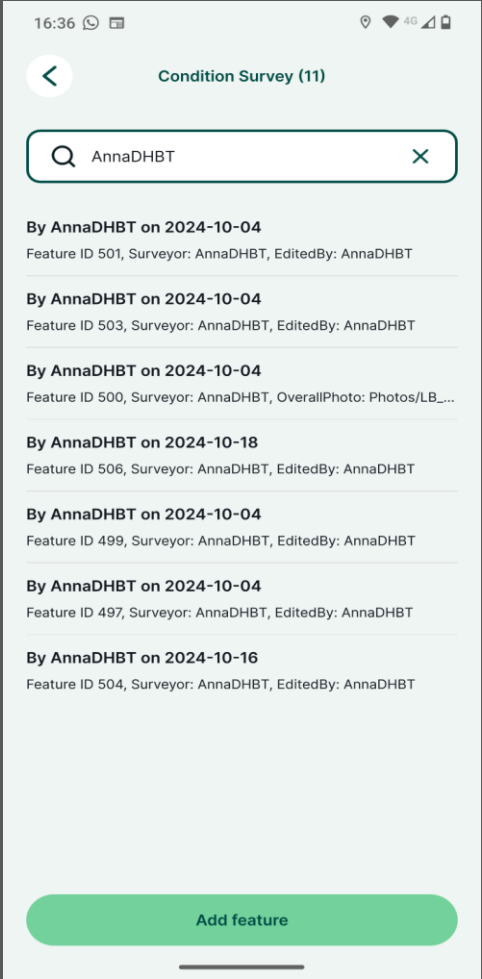 16:36
4G
Condition Survey (11)
AnnaDHBT
By AnnaDHBT on 2024-10-04
Feature ID 501, Surveyor: AnnaDHBT, EditedBy: AnnaDHBT
By AnnaDHBT on 2024-10-04
Feature ID 503, Surveyor: AnnaDHBT, EditedBy: AnnaDHBT
By AnnaDHBT on 2024-10-04
Feature ID 500, Surveyor: AnnaDHBT, OverallPhoto: Photos/LB_...
By AnnaDHBT on 2024-10-18
Feature ID 506, Surveyor: AnnaDHBT, EditedBy: AnnaDHBT
By AnnaDHBT on 2024-10-04
Feature ID 499, Surveyor: AnnaDHBT, EditedBy: AnnaDHBT
By AnnaDHBT on 2024-10-04
Feature ID 497, Surveyor: AnnaDHBT, EditedBy: AnnaDHBT
By AnnaDHBT on 2024-10-16
Feature ID 504, Surveyor: AnnaDHBT, EditedBy: AnnaDHBT
Add feature